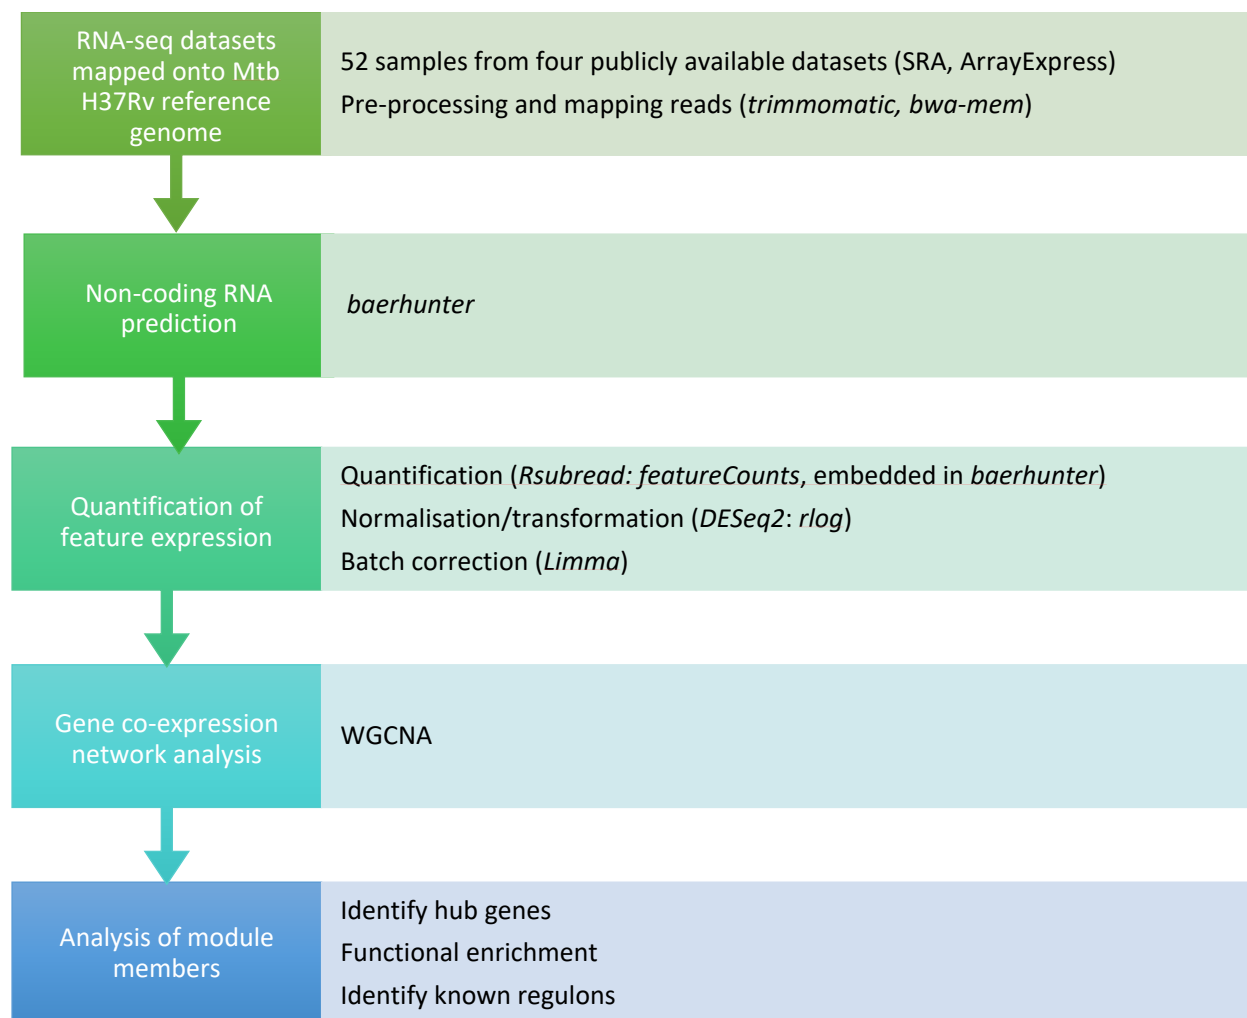 RNA-seq datasets
mapped onto Mtb
H37Rv reference
genome
52 samples from four publicly available datasets (SRA, ArrayExpress)
Pre-processing and mapping reads (trimmomatic, bwa-mem)
Non-coding RNA
prediction
baerhunter
Quantification of
feature expression
Quantification (Rsubread: featureCounts, embedded in baerhunter)
Normalisation/transformation (DESeq2: rlog)
Batch correction (Limma)
Gene co-expression
network analysis
WGCNA
Analysis of module
members
Identify hub genes
Functional enrichment
Identify known regulons